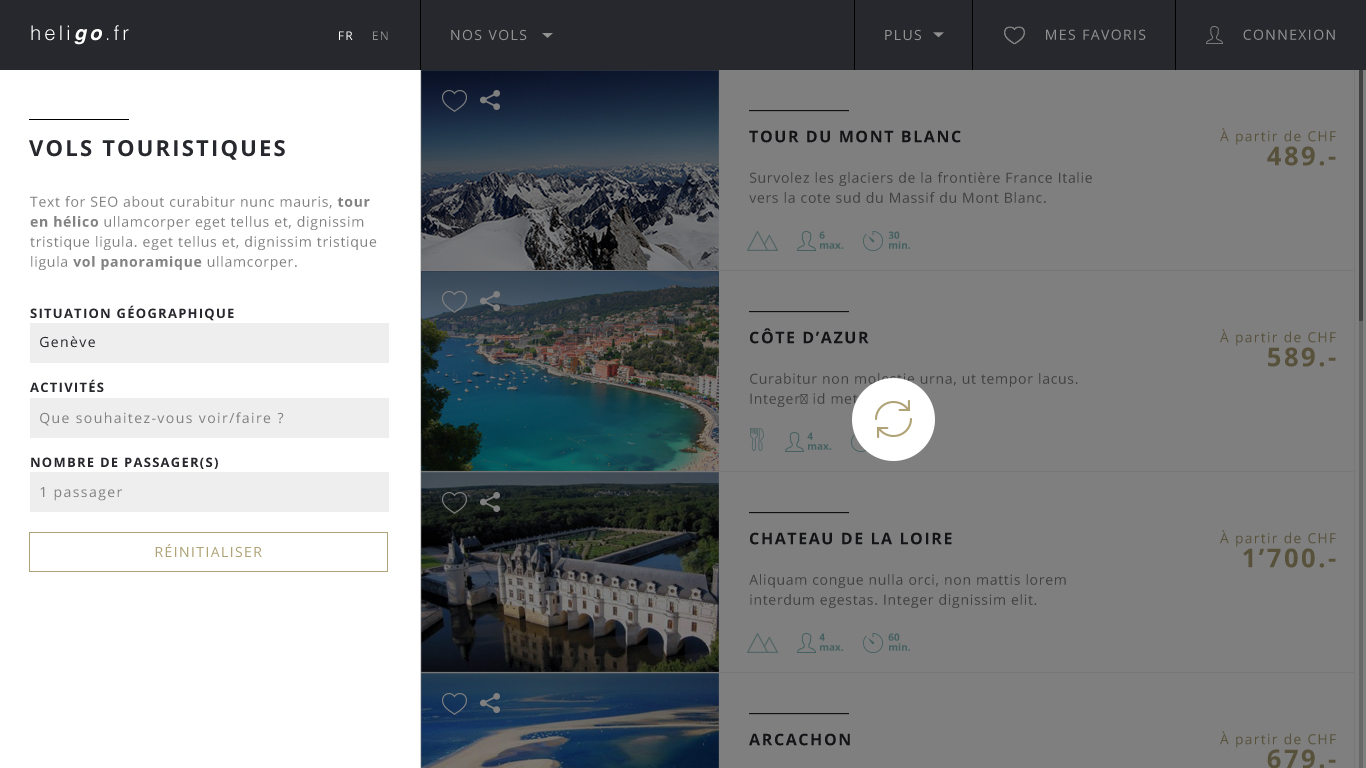 heligo.fr
FR EN
NOS VOLS
PLUS
MES FAVORIS
CONNEXION
VOLS TOURISTIQUES
Text for SEO about curabitur nunc mauris, tour
en hélico ullamcorper eget tellus et, dignissim
tristique ligula. eget tellus et, dignissim tristique
ligula vol panoramique ullamcorper.
SITUATION GÉOGRAPHIQUE
Genève
ACTIVITÉS
Que souhaitez-vous voir/faire ?
NOMBRE DE PASSAGER(S)
1 passager
RÉINITIALISER
TOUR DU MONT BLANC
À partir de CHF
489.-
Survolez les glaciers de la frontière France Italie
vers la cote sud du Massif du Mont Blanc.
6
max.
30
min.
CÔTE D’AZUR
À partir de CHF
589.-
Curabitur non molestie urna, ut tempor lacus.
Integer id
4
max.
CHATEAU DE LA LOIRE
À partir de CHF
1’700.-
Aliquam congue nulla orci, non mattis lorem
interdum egestas. Integer dignissim elit.
4
max.
60
min.
ARCACHON
À partir de CHF
679.-